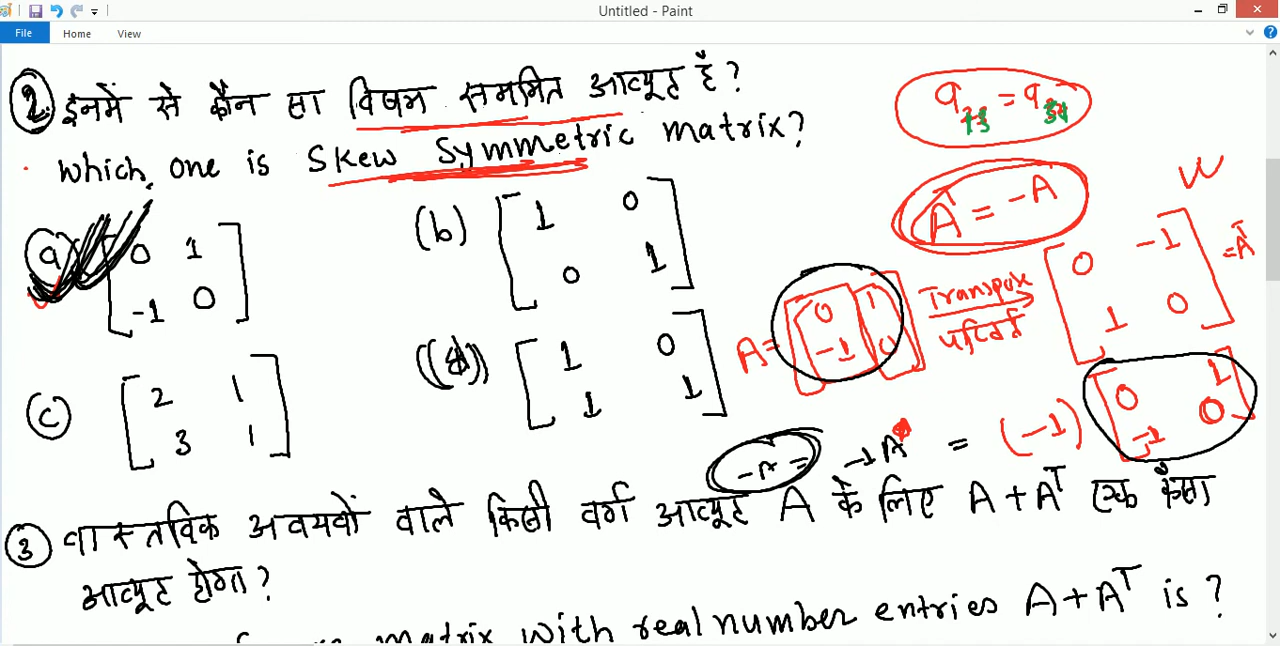 Untitled - Paint
File Home View
2. इनमें से कौन सा विषम सममित आव्यूह है?
Which one is Skew Symmetric matrix?
Aᵀ = -A
(a) [ 0 1
-1 0 ]
(b) [ 1 0
0 1 ]
(c) [ 2 1
3 1 ]
(d) [ 1 0
1 1 ]
A = [ 0 1
-1 0 ]
Transpose
परिवर्त
[ 0 -1
1 0 ] = Aᵀ
-A = -1A = (-1) [ 0 1
-1 0 ]
3 वास्तविक अवयवों वाले किसी वर्ग आव्यूह A के लिए A + Aᵀ एक कैसा
आव्यूह होगा?
matrix with real number entries A + Aᵀ is?